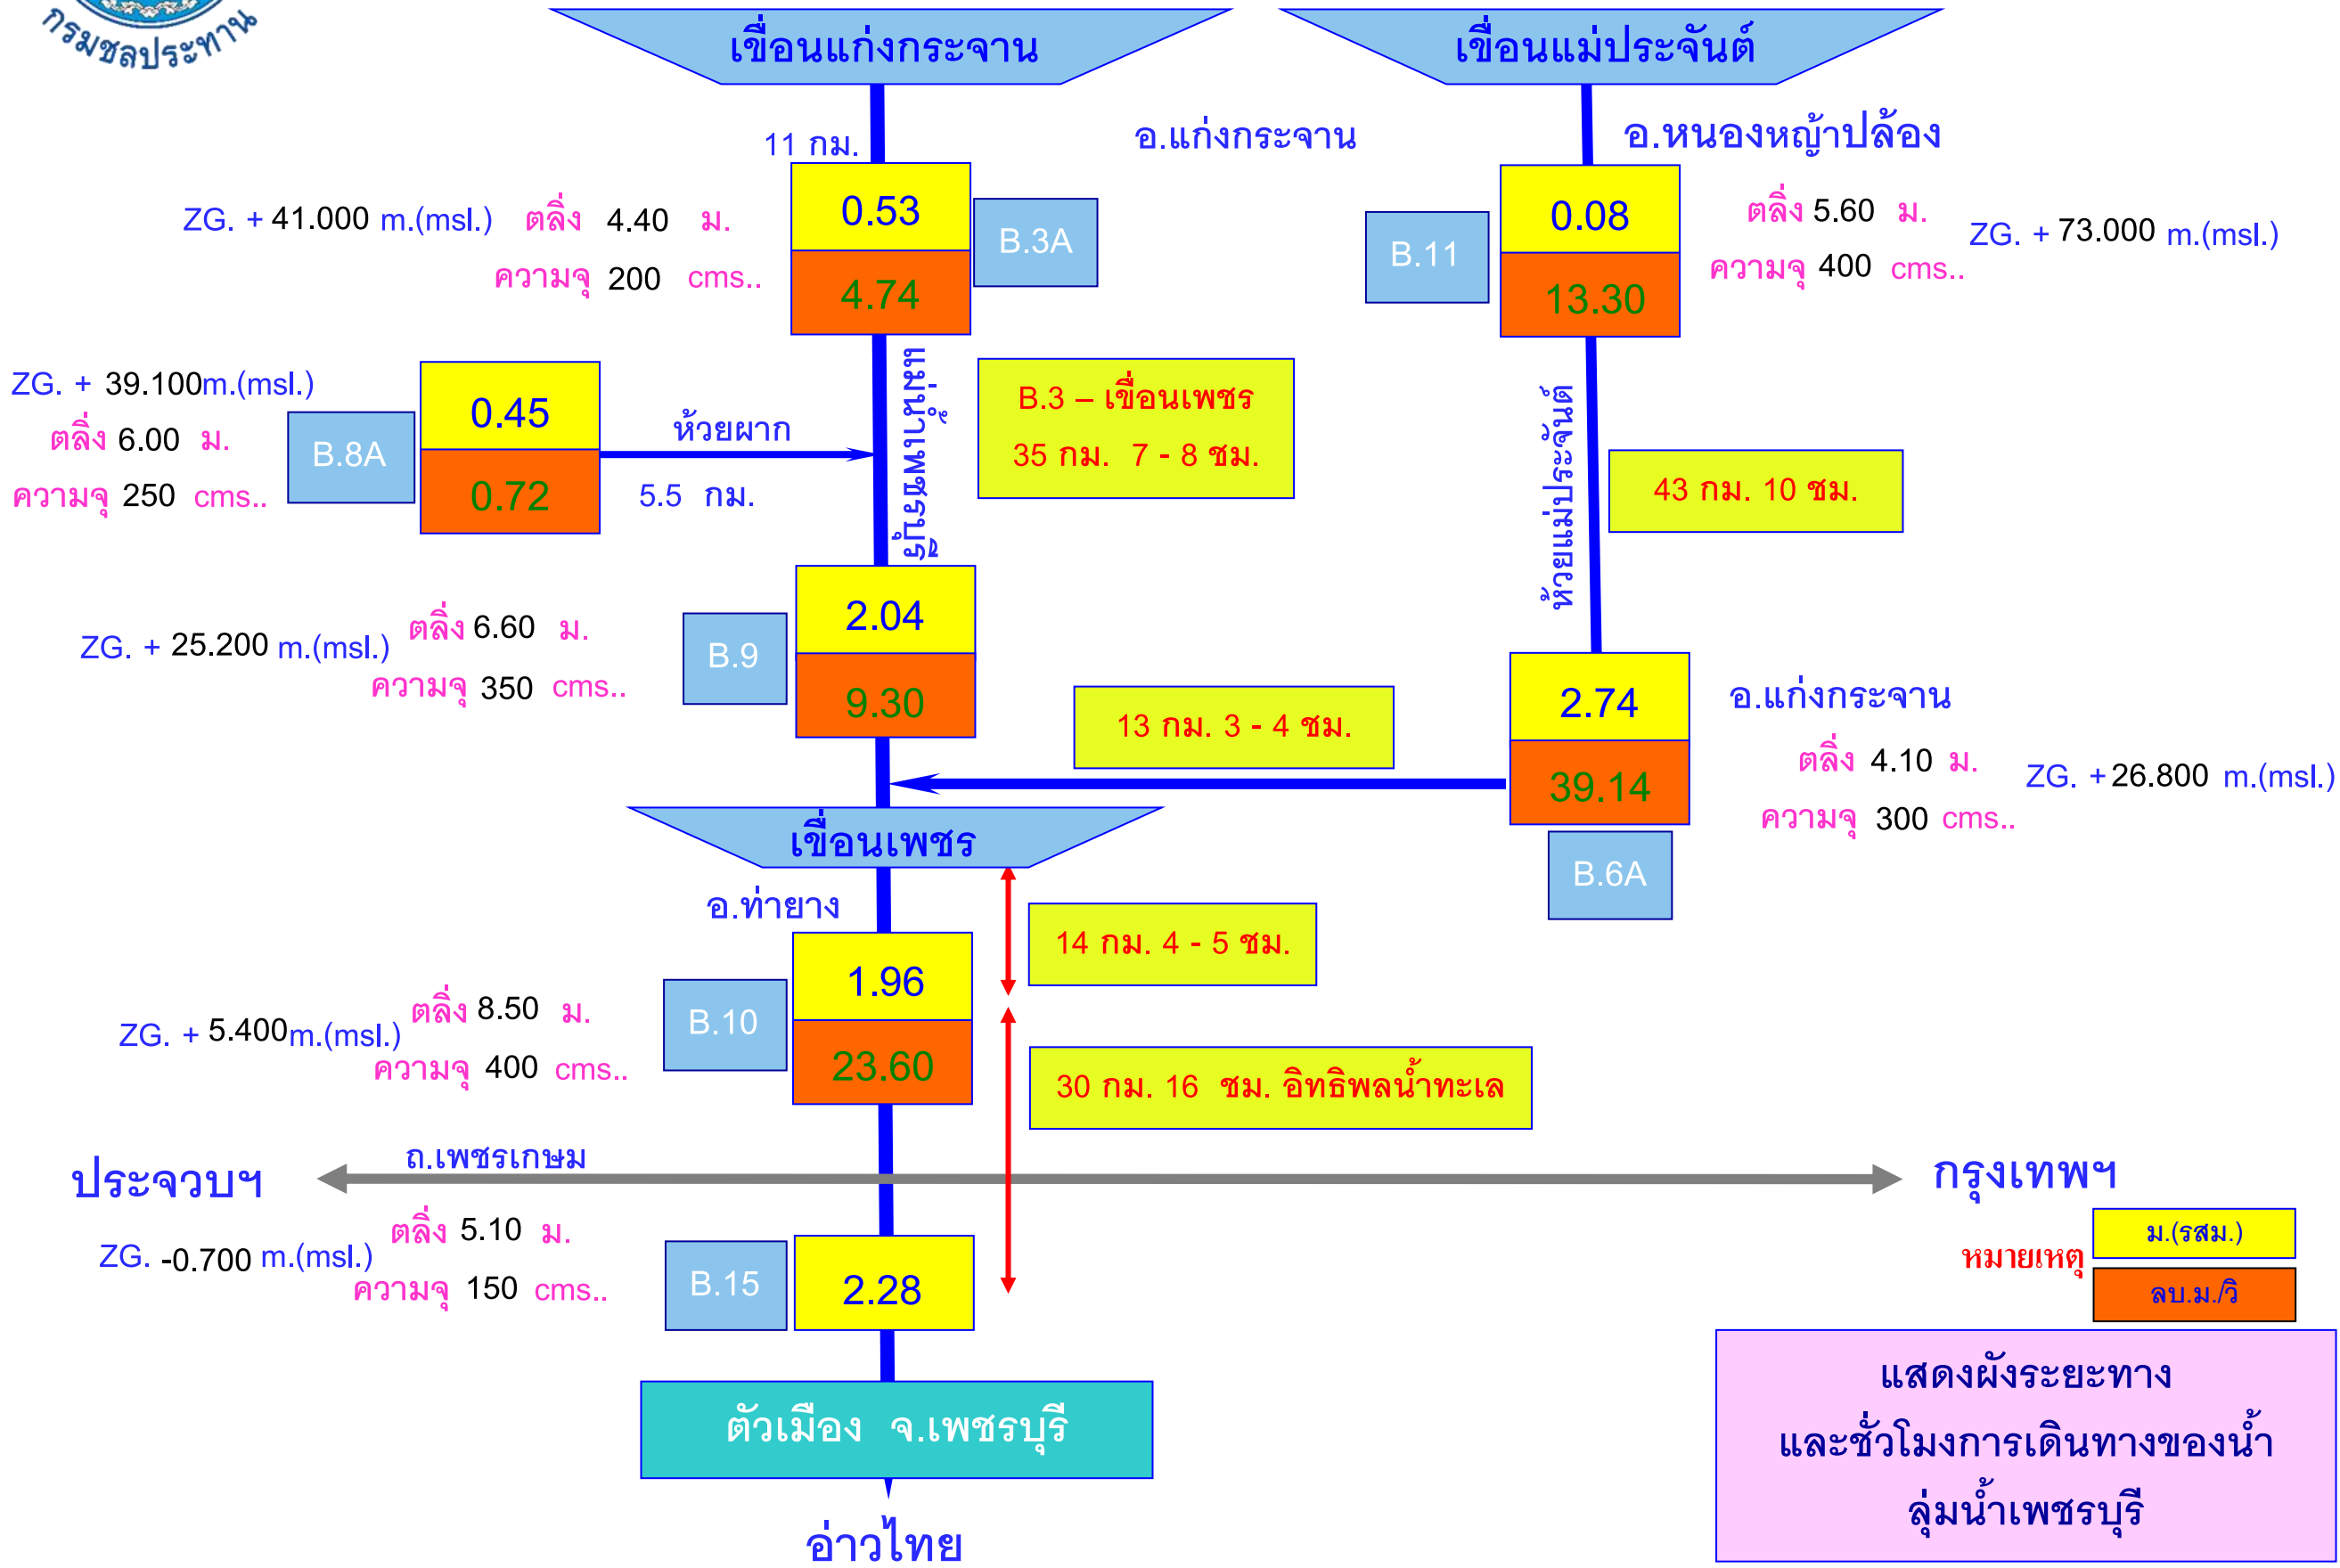 กรมชลประทาน
เขื่อนแก่งกระจาน
เขื่อนแม่ประจันต์
11 กม.
อ.แก่งกระจาน
อ.หนองหญ้าปล้อง
ZG. + 41.000 m.(msl.)
ตลิ่ง 4.40 ม.
ความจุ 200 cms..
0.53
4.74
B.3A
B.11
0.08
13.30
ตลิ่ง 5.60 ม.
ความจุ 400 cms..
ZG. + 73.000 m.(msl.)
ZG. + 39.100m.(msl.)
ตลิ่ง 6.00 ม.
ความจุ 250 cms..
B.8A
0.45
0.72
ห้วยผาก
5.5 กม.
แม่น้ำเพชรบุรี
B.3 – เขื่อนเพชร
35 กม. 7 - 8 ชม.
ห้วยแม่ประจันต์
43 กม. 10 ชม.
ZG. + 25.200 m.(msl.)
ตลิ่ง 6.60 ม.
ความจุ 350 cms..
B.9
2.04
9.30
13 กม. 3 - 4 ชม.
2.74
39.14
B.6A
อ.แก่งกระจาน
ตลิ่ง 4.10 ม.
ความจุ 300 cms..
ZG. + 26.800 m.(msl.)
เขื่อนเพชร
อ.ท่ายาง
14 กม. 4 - 5 ชม.
ZG. + 5.400m.(msl.)
ตลิ่ง 8.50 ม.
ความจุ 400 cms..
B.10
1.96
23.60
30 กม. 16 ชม. อิทธิพลน้ำทะเล
ประจวบฯ
ถ.เพชรเกษม
กรุงเทพฯ
ZG. -0.700 m.(msl.)
ตลิ่ง 5.10 ม.
ความจุ 150 cms..
B.15
2.28
หมายเหตุ
ม.(รสม.)
ลบ.ม./วิ
ตัวเมือง จ.เพชรบุรี
อ่าวไทย
แสดงผังระยะทาง
และชั่วโมงการเดินทางของน้ำ
ลุ่มน้ำเพชรบุรี